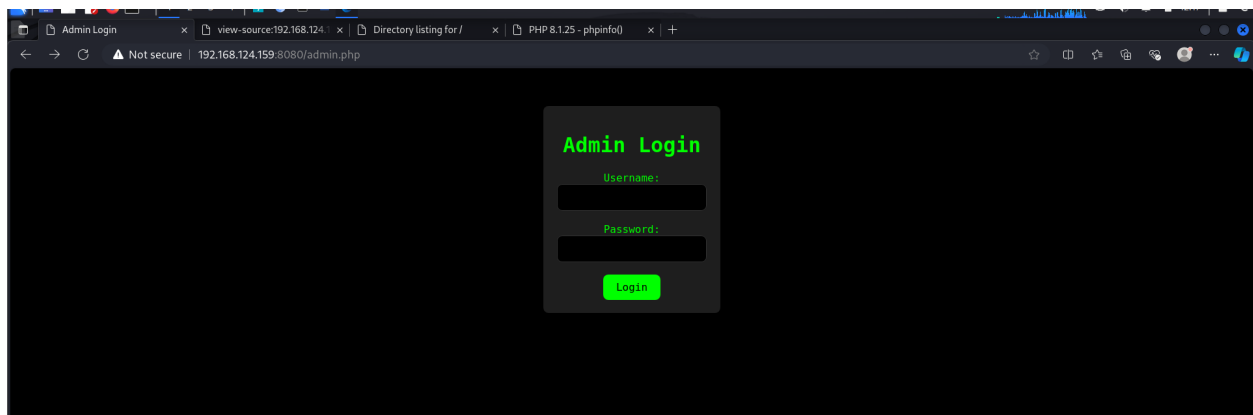 Admin Login
view-source:192.168.124.1
Directory listing for /
PHP 8.1.25 - phpinfo()
Not secure
192.168.124.159:8080/admin.php
Admin Login
Username:
Password:
Login